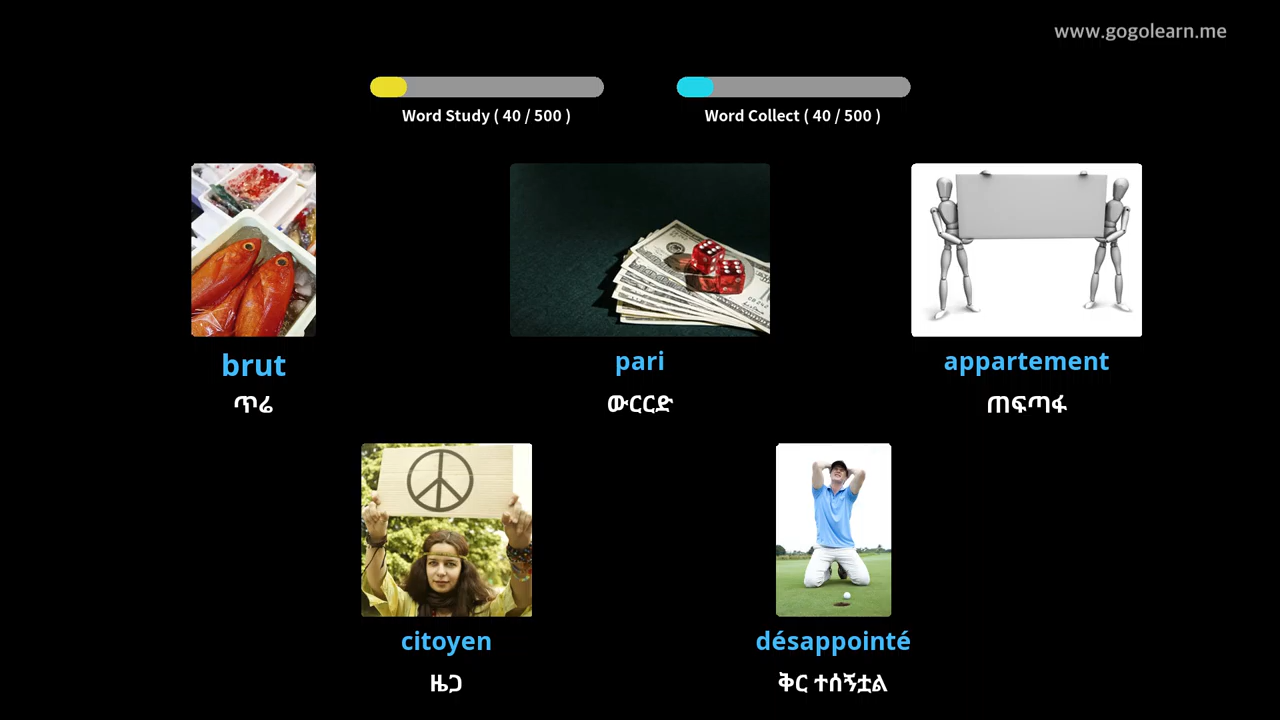 www.gogolearn.me
Word Study ( 40 / 500 )
Word Collect ( 40 / 500 )
brut
pari
appartement
ጥሬ
ውርርድ
ጠፍጣፋ
citoyen
désappointé
ዜጋ
ቅር ተሰኝቷል